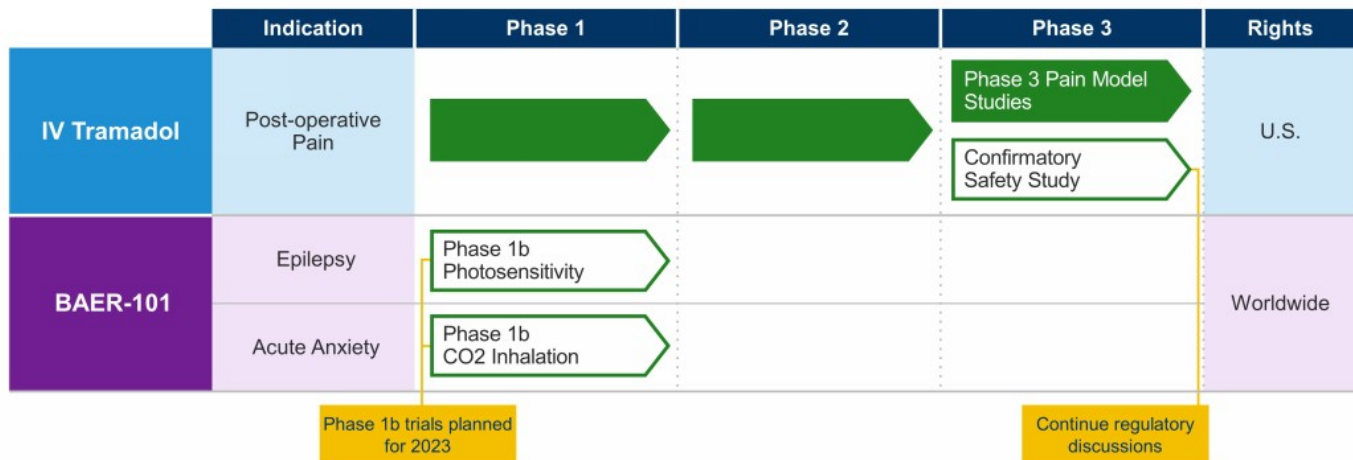 Indication
Phase 1
Phase 2
Phase 3
Rights
IV Tramadol
Post-operative
Pain
Phase 3 Pain Model
Studies
Confirmatory
Safety Study
U.S.
BAER-101
Epilepsy
Phase 1b
Photosensitivity
Acute Anxiety
Phase 1b
CO2 Inhalation
Worldwide
Phase 1b trials planned
for 2023
Continue regulatory
discussions